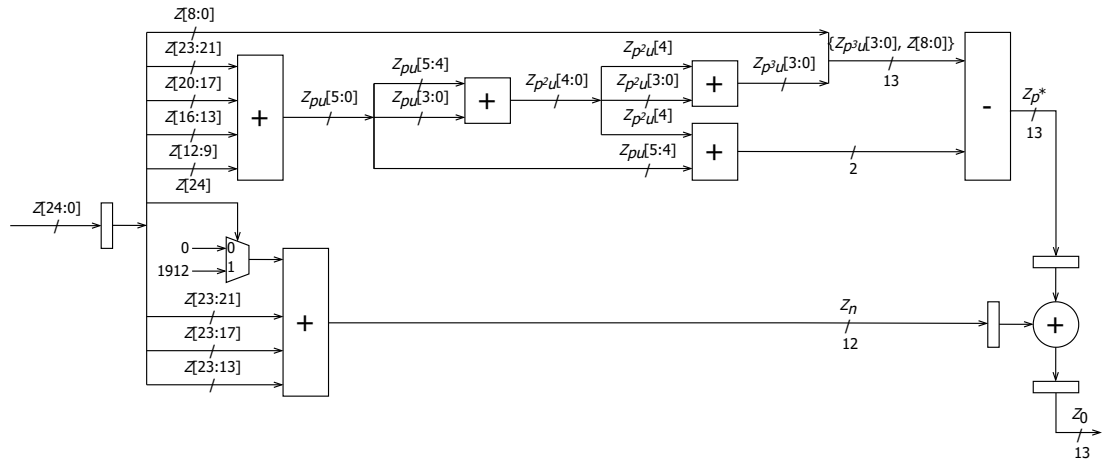 Z[8:0]
Z[23:21]
Z[20:17]
Z[16:13]
Z[12:9]
Z[24]
+
Z_pu[5:0]
Z_pu[5:4]
Z_pu[3:0]
+
Z_p²u[4:0]
Z_p²u[4]
Z_p²u[3:0]
Z_p²u[4]
Z_pu[5:4]
+
+
Z_p³u[3:0]
{Z_p³u[3:0], Z[8:0]}
13
2
-
Z_p*
13
Z[24:0]
0
1912
0
1
Z[23:21]
Z[23:17]
Z[23:13]
+
Z_n
12
+
Z_0
13